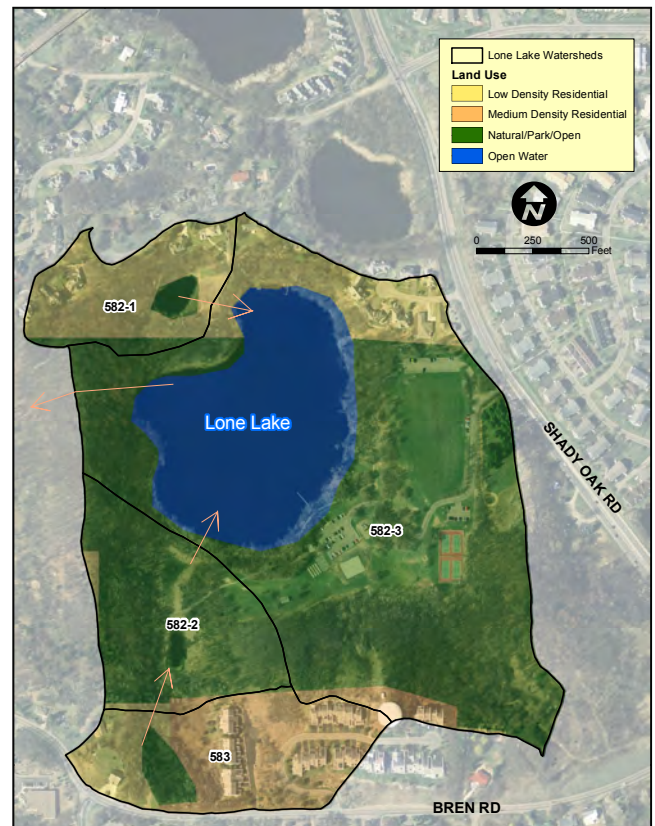 Lone Lake Watersheds
Land Use
Low Density Residential
Medium Density Residential
Natural/Park/Open
Open Water
N
0 250 500
Feet
582-1
Lone Lake
SHADY OAK RD
582-3
582-2
583
BREN RD